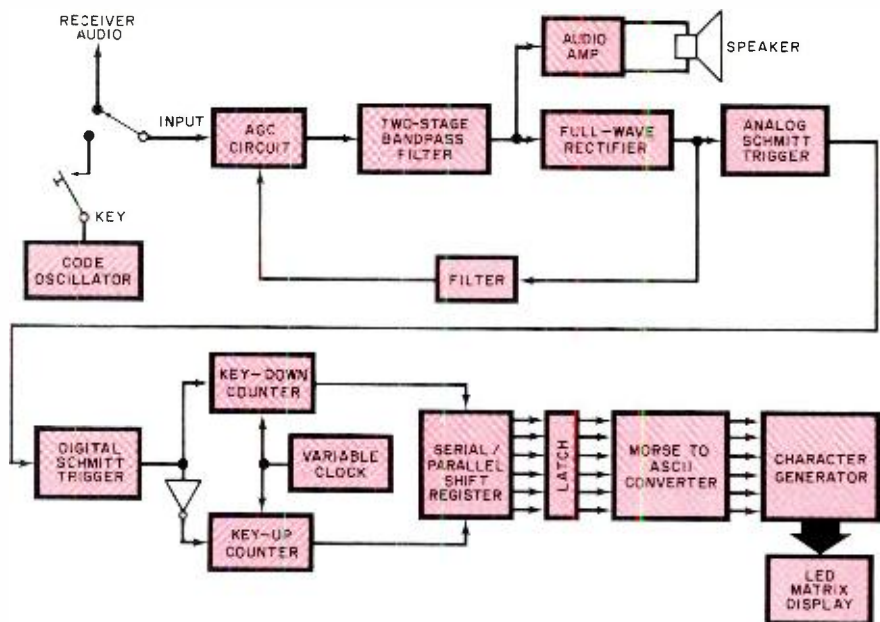 RECEIVER
AUDIO
INPUT
KEY
CODE
OSCILLATOR
AGC
CIRCUIT
TWO-STAGE
BANDPASS
FILTER
AUDIO
AMP
SPEAKER
FULL-WAVE
RECTIFIER
ANALOG
SCHMITT
TRIGGER
FILTER
DIGITAL
SCHMITT
TRIGGER
KEY-DOWN
COUNTER
VARIABLE
CLOCK
KEY-UP
COUNTER
SERIAL/
PARALLEL
SHIFT
REGISTER
LATCH
MORSE TO
ASCII
CONVERTER
CHARACTER
GENERATOR
LED
MATRIX
DISPLAY